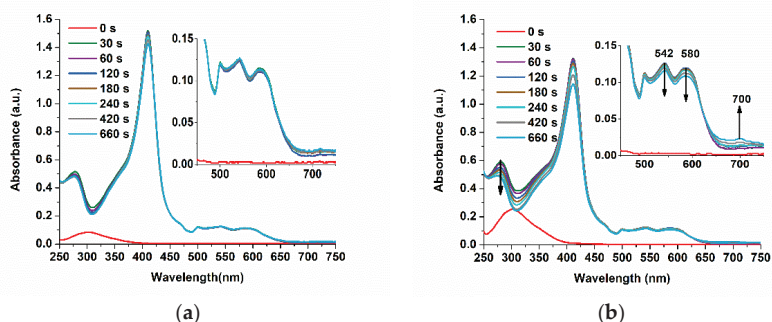 0 s
30 s
60 s
120 s
180 s
240 s
420 s
660 s
0.15
0.10
0.05
0.00
500 600 700
1.6
1.4
1.2
1.0
0.8
0.6
0.4
0.2
0.0
Absorbance (a.u.)
250 300 350 400 450 500 550 600 650 700 750
Wavelength(nm)
(a)
0 s
30 s
60 s
120 s
180 s
240 s
420 s
660 s
542 580
700
0.15
0.10
0.05
0.00
500 600 700
1.8
1.6
1.4
1.2
1.0
0.8
0.6
0.4
0.2
0.0
Absorbance (a.u.)
250 300 350 400 450 500 550 600 650 700 750
Wavelength (nm)
(b)